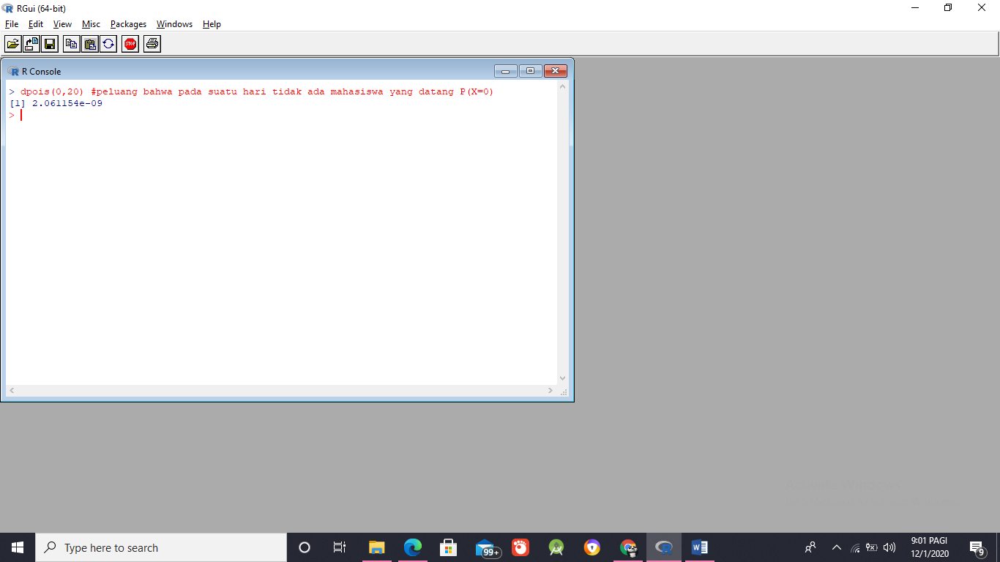 RGui (64-bit)
File Edit View Misc Packages Windows Help
STOP
R Console
> dpois(0,20) #peluang bahwa pada suatu hari tidak ada mahasiswa yang datang P(X=0)
[1] 2.061154e-09
>
Type here to search
99+
9:01 PAGI
12/1/2020
9